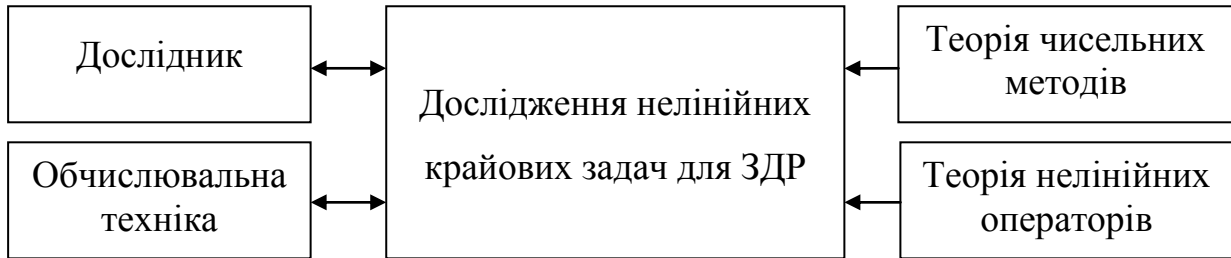 Дослідник
Обчислювальна
техніка
Дослідження нелінійних
крайових задач для ЗДР
Теорія чисельних
методів
Теорія нелінійних
операторів